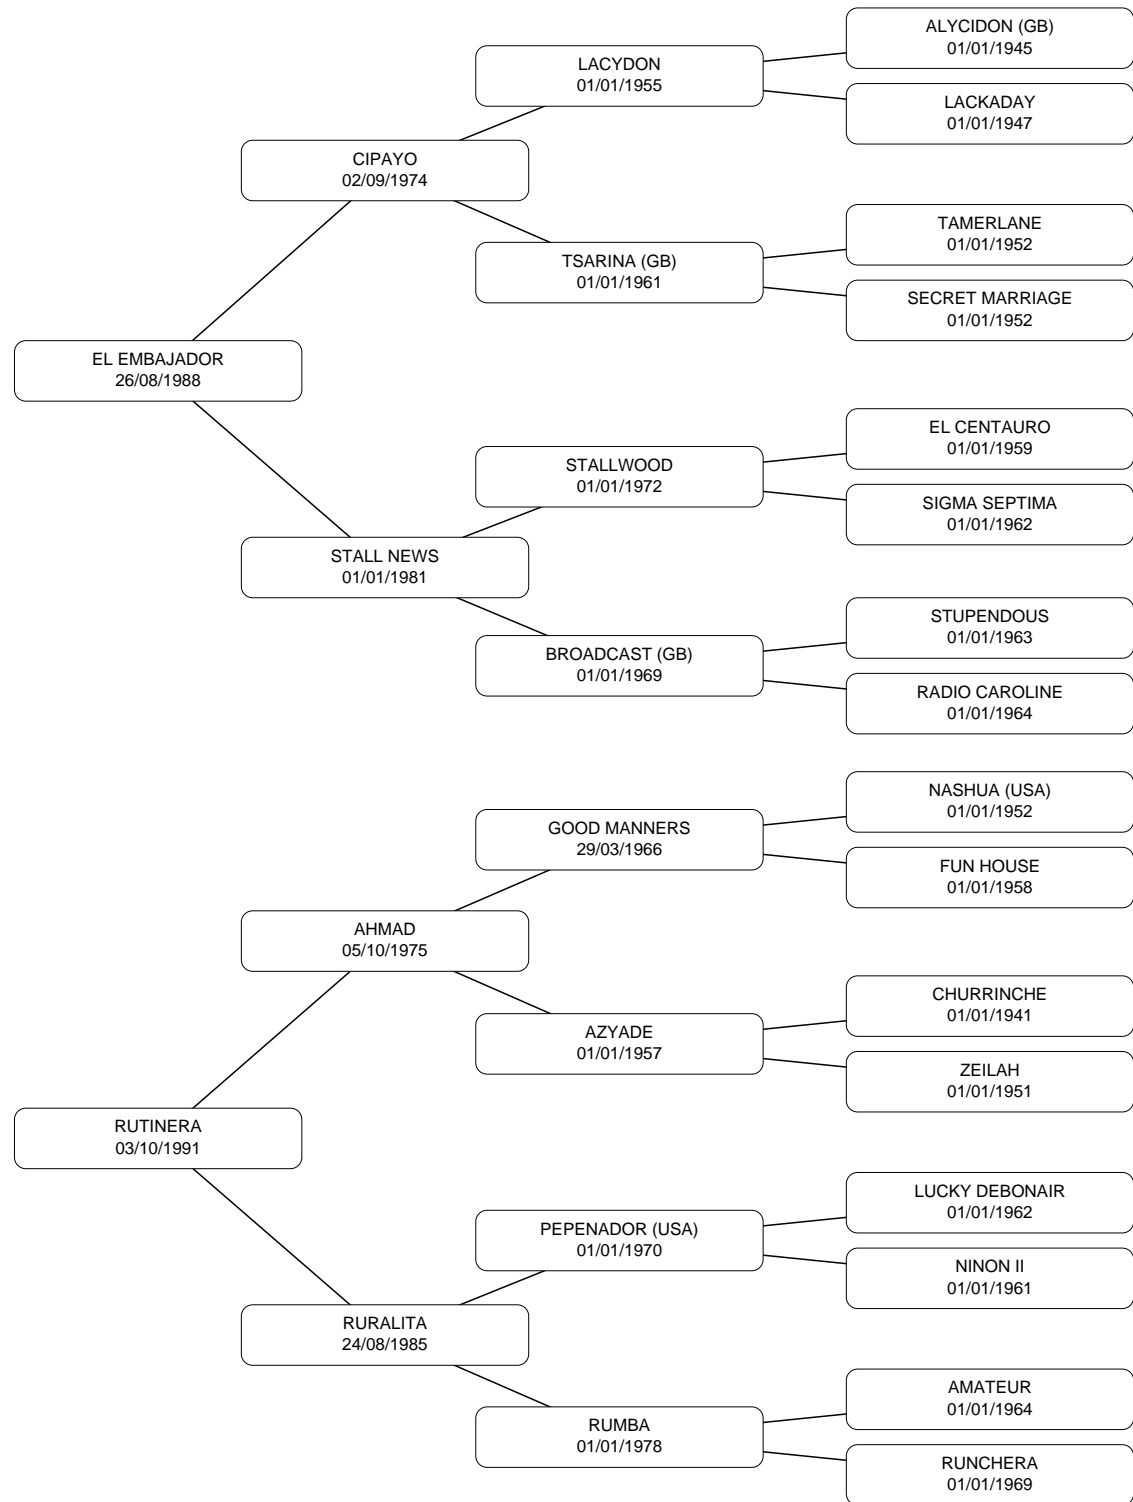 ALYCIDON (GB)
01/01/1945
LACYDON
01/01/1955
LACKADAY
01/01/1947
CIPAYO
02/09/1974
TAMERLANE
01/01/1952
TSARINA (GB)
01/01/1961
SECRET MARRIAGE
01/01/1952
EL EMBAJADOR
26/08/1988
EL CENTAURO
01/01/1959
STALLWOOD
01/01/1972
SIGMA SEPTIMA
01/01/1962
STALL NEWS
01/01/1981
STUPENDOUS
01/01/1963
BROADCAST (GB)
01/01/1969
RADIO CAROLINE
01/01/1964
NASHUA (USA)
01/01/1952
GOOD MANNERS
29/03/1966
FUN HOUSE
01/01/1958
AHMAD
05/10/1975
CHURRINCHE
01/01/1941
AZYADE
01/01/1957
ZEILAH
01/01/1951
RUTINERA
03/10/1991
LUCKY DEBONAIR
01/01/1962
PEPENADOR (USA)
01/01/1970
NINON II
01/01/1961
RURALITA
24/08/1985
AMATEUR
01/01/1964
RUMBA
01/01/1978
RUNCHERA
01/01/1969